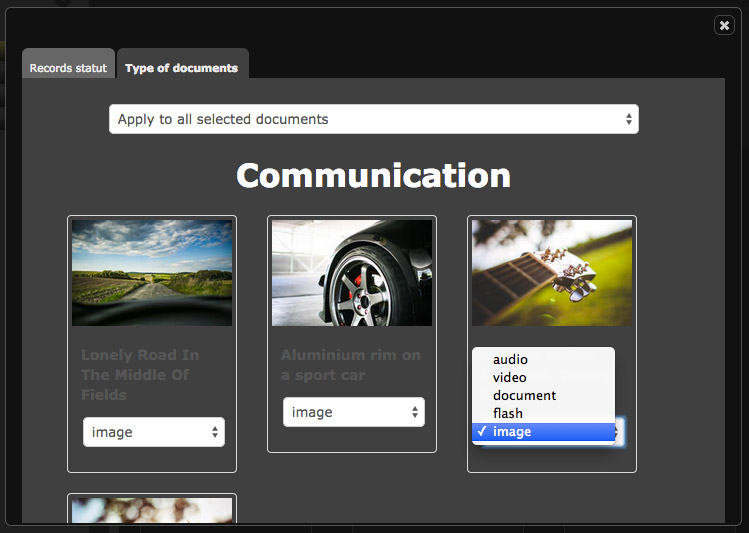 Records statut
Type of documents
Apply to all selected documents
Communication
Lonely Road In
The Middle Of
Fields
image
Aluminium rim on
a sport car
image
audio
video
document
flash
✓ image